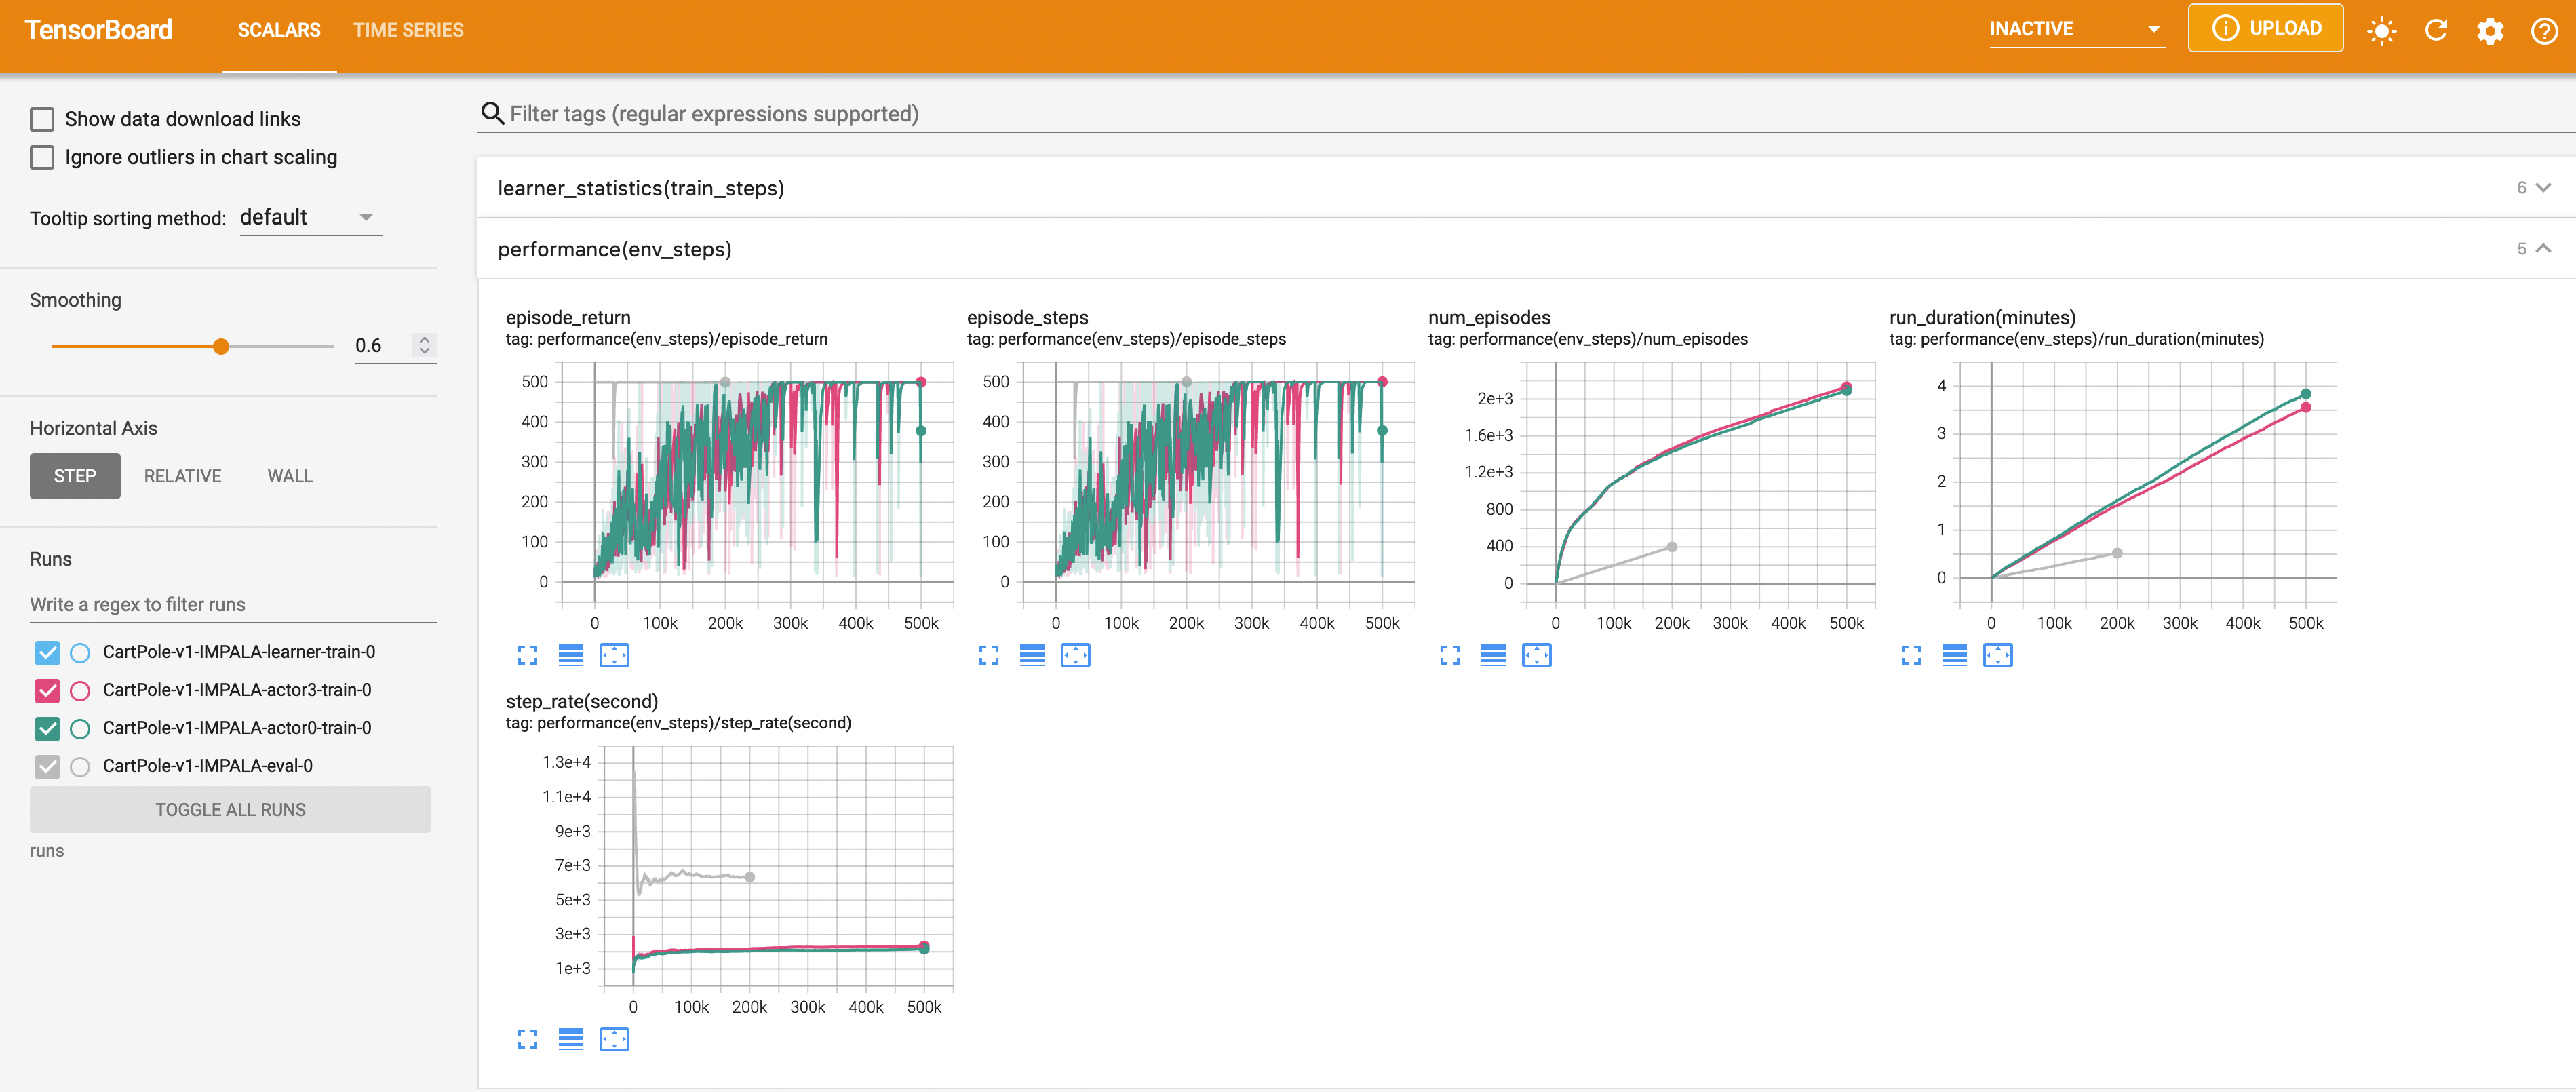 TensorBoard
SCALARS
TIME SERIES
INACTIVE
UPLOAD
Show data download links
Ignore outliers in chart scaling
Tooltip sorting method: default
Smoothing
0.6
Horizontal Axis
STEP RELATIVE WALL
Runs
Write a regex to filter runs
CartPole-v1-IMPALA-learner-train-0
CartPole-v1-IMPALA-actor3-train-0
CartPole-v1-IMPALA-actor0-train-0
CartPole-v1-IMPALA-eval-0
TOGGLE ALL RUNS
runs
Filter tags (regular expressions supported)
learner_statistics(train_steps)
6
performance(env_steps)
5
episode_return
tag: performance(env_steps)/episode_return
500
400
300
200
100
0
0 100k 200k 300k 400k 500k
episode_steps
tag: performance(env_steps)/episode_steps
500
400
300
200
100
0
0 100k 200k 300k 400k 500k
num_episodes
tag: performance(env_steps)/num_episodes
2e+3
1.6e+3
1.2e+3
800
400
0
0 100k 200k 300k 400k 500k
run_duration(minutes)
tag: performance(env_steps)/run_duration(minutes)
4
3
2
1
0
0 100k 200k 300k 400k 500k
step_rate(second)
tag: performance(env_steps)/step_rate(second)
1.3e+4
1.1e+4
9e+3
7e+3
5e+3
3e+3
1e+3
0 100k 200k 300k 400k 500k